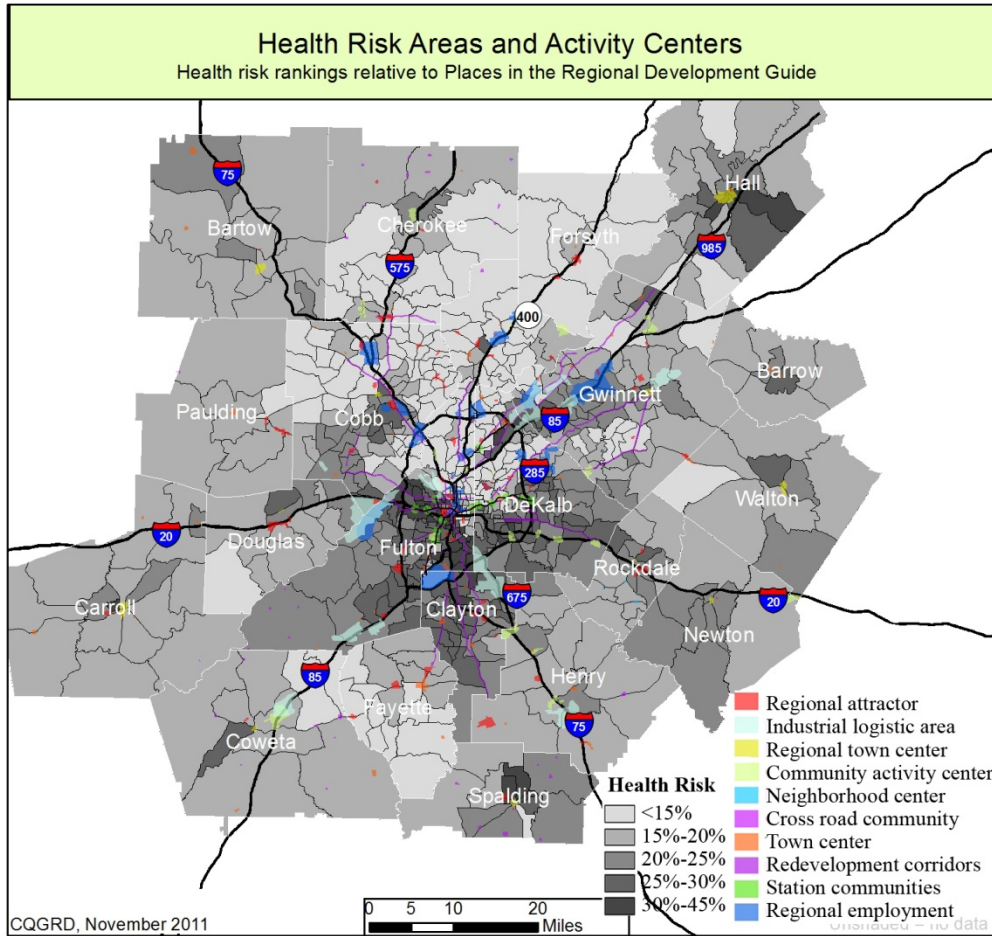 Health Risk Areas and Activity Centers
Health risk rankings relative to Places in the Regional Development Guide
75
Hall
Bartow
Cherokee
Forsyth
985
575
400
Barrow
Gwinnett
Paulding
Cobb
85
285
Walton
DeKalb
20
Douglas
Fulton
Rockdale
Carroll
Clayton
675
20
Newton
85
Henry
Fayette
75
Coweta
Spalding
Regional attractor
Industrial logistic area
Regional town center
Community activity center
Neighborhood center
Cross road community
Town center
Redevelopment corridors
Station communities
Regional employment
Health Risk
<15%
15%-20%
20%-25%
25%-30%
30%-45%
0 5 10 20
Miles
CQGRD, November 2011
Unshaded = no data